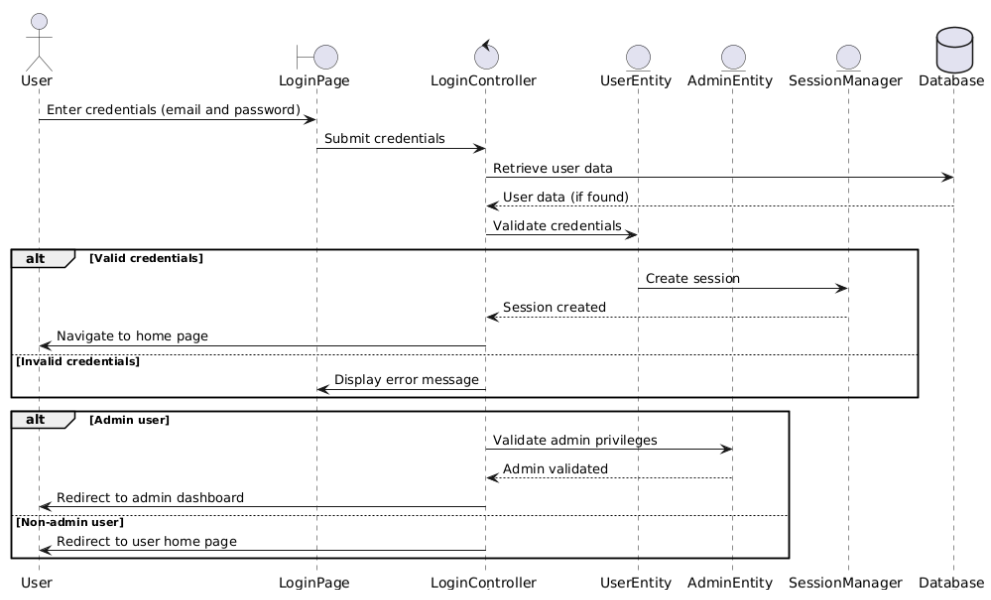 User LoginPage LoginController UserEntity AdminEntity SessionManager Database
Enter credentials (email and password)
Submit credentials
Retrieve user data
User data (if found)
Validate credentials
alt [Valid credentials]
Create session
Session created
Navigate to home page
[Invalid credentials]
Display error message
alt [Admin user]
Validate admin privileges
Admin validated
Redirect to admin dashboard
[Non-admin user]
Redirect to user home page
User LoginPage LoginController UserEntity AdminEntity SessionManager Database